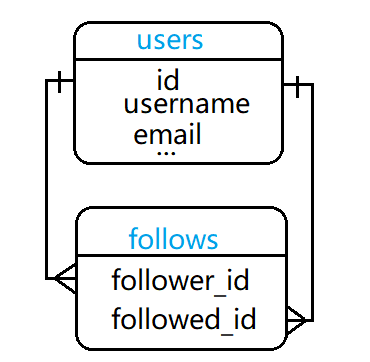 users
id
username
email
...
follows
follower_id
followed_id